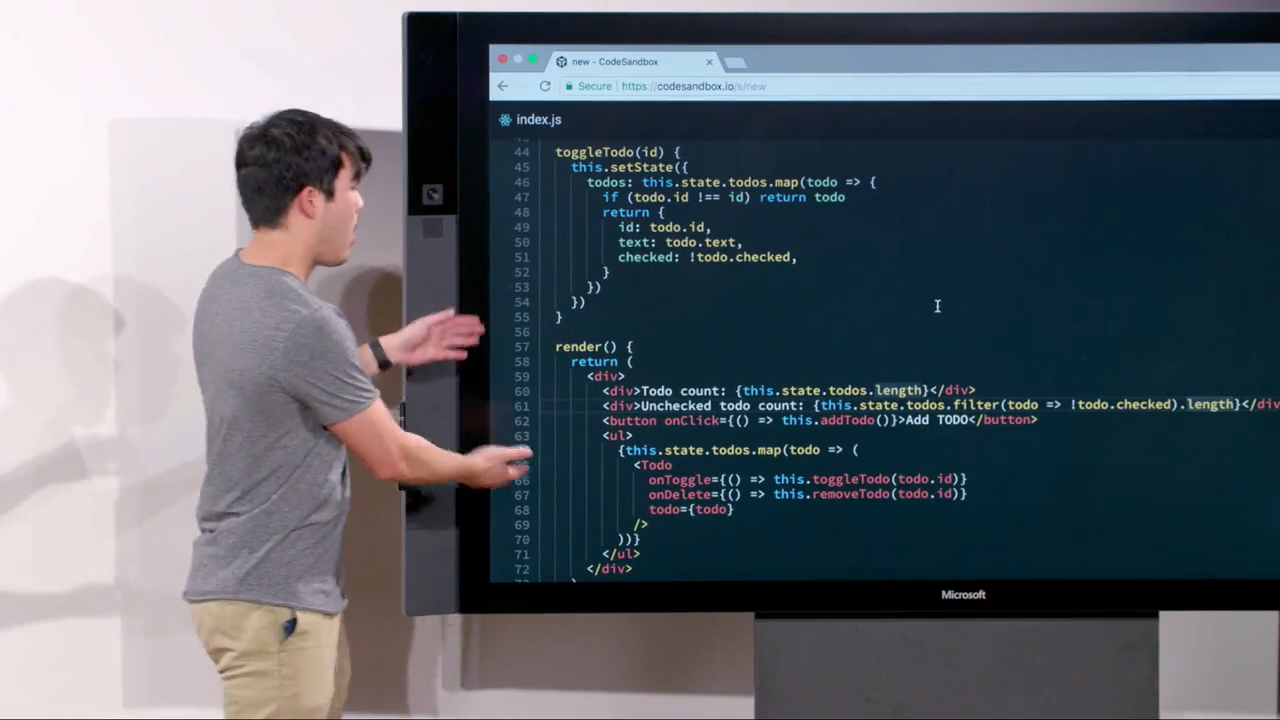 new - CodeSandbox
Secure https://codesandbox.io/s/new
index.js
44 toggleTodo(id) {
45 this.setState({
46 todos: this.state.todos.map(todo => {
47 if (todo.id !== id) return todo
48 return {
49 id: todo.id,
50 text: todo.text,
51 checked: !todo.checked,
52 }
53 })
54 })
55 }
56
57 render() {
58 return (
59 <div>
60 <div>Todo count: {this.state.todos.length}</div>
61 <div>Unchecked todo count: {this.state.todos.filter(todo => !todo.checked).length}</div
62 <button onClick={() => this.addTodo()}>Add TODO</button>
63 <ul>
{this.state.todos.map(todo => (
<Todo
66 onToggle={() => this.toggleTodo(todo.id)}
67 onDelete={() => this.removeTodo(todo.id)}
68 todo={todo}
69 />
70 ))}
71 </ul>
72 </div>
Microsoft